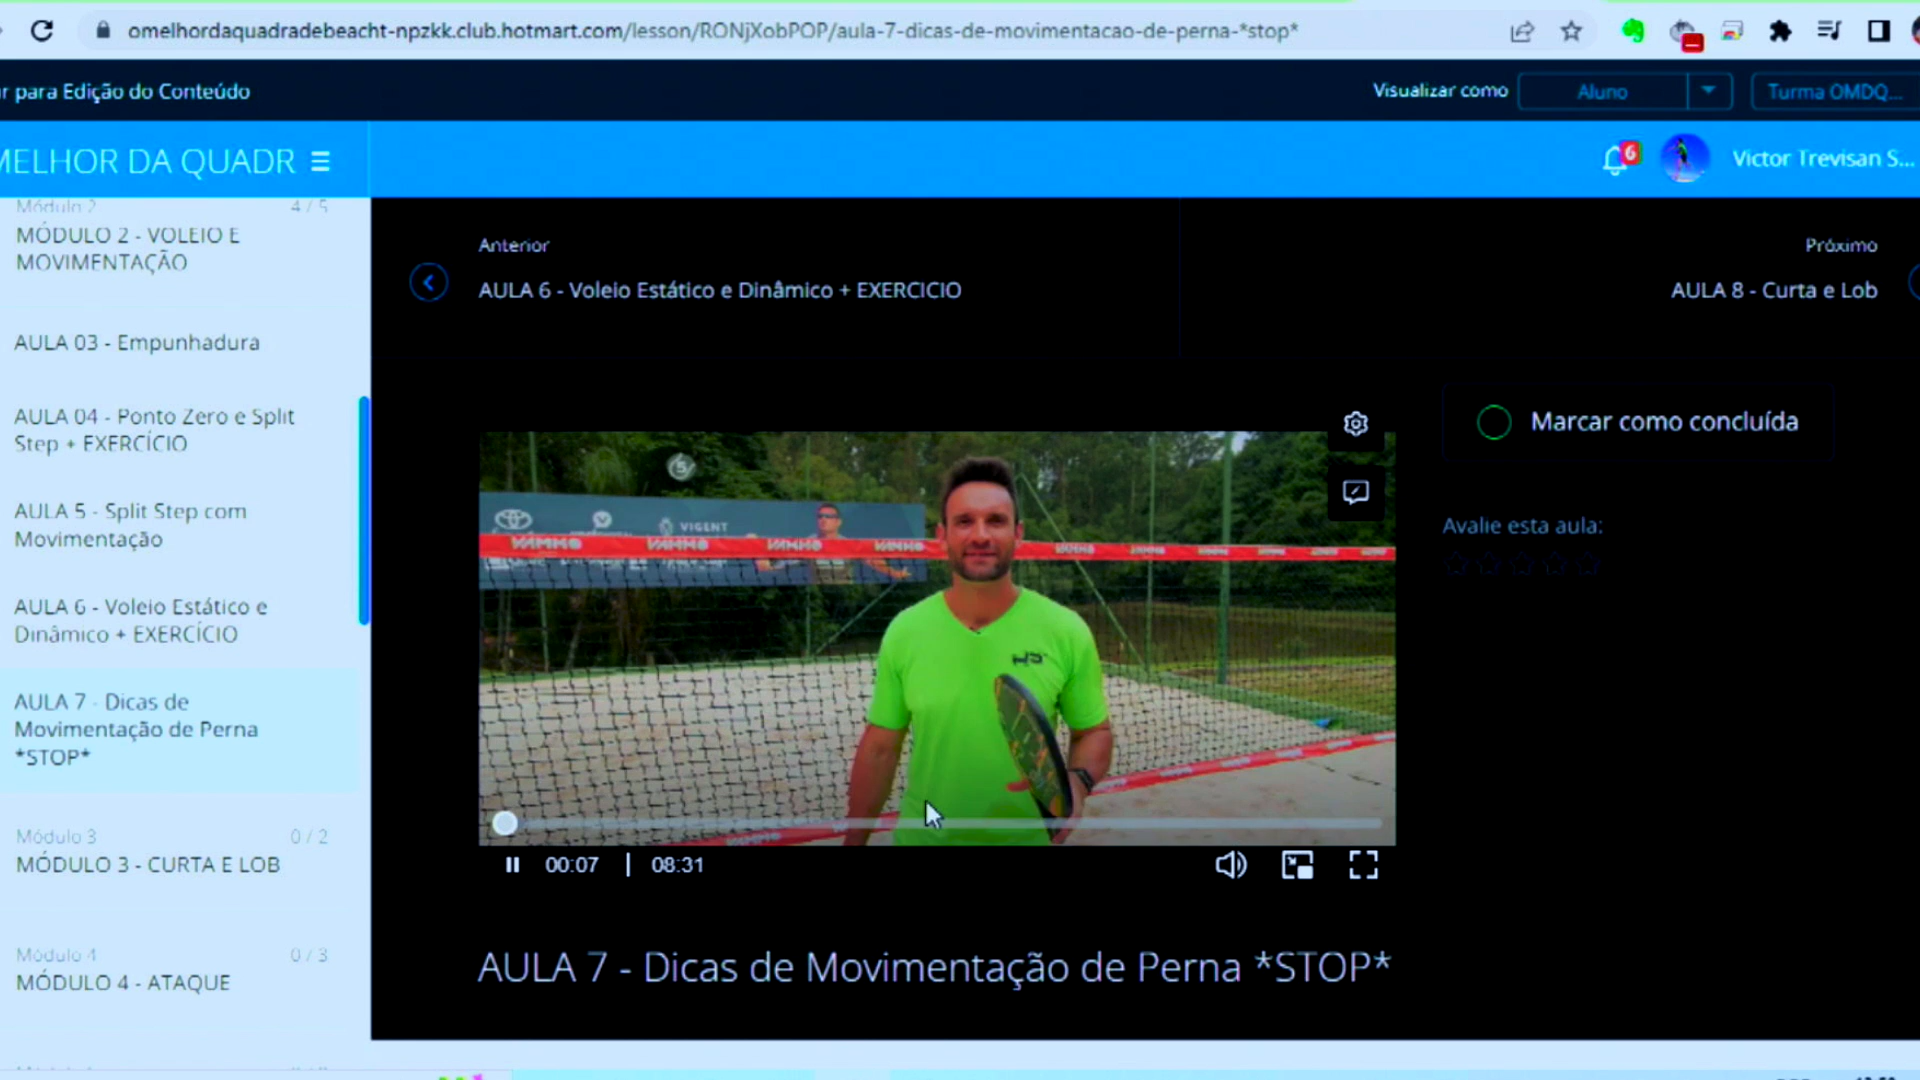 omelhordaquadradebeacht-npzkk.club.hotmart.com/lesson/RONjXobPOP/aula-7-dicas-de-movimentacao-de-perna-*stop*
r para Edição do Conteúdo
Visualizar como
Aluno
Turma OMDQ...
MELHOR DA QUADR
6
Victor Trevisan S...
Módulo 2
4 / 5
MÓDULO 2 - VOLEIO E
MOVIMENTAÇÃO
AULA 03 - Empunhadura
AULA 04 - Ponto Zero e Split
Step + EXERCÍCIO
AULA 5 - Split Step com
Movimentação
AULA 6 - Voleio Estático e
Dinâmico + EXERCÍCIO
AULA 7 - Dicas de
Movimentação de Perna
*STOP*
Módulo 3
0 / 2
MÓDULO 3 - CURTA E LOB
Módulo 4
0 / 3
MÓDULO 4 - ATAQUE
Anterior
AULA 6 - Voleio Estático e Dinâmico + EXERCICIO
Próximo
AULA 8 - Curta e Lob
Marcar como concluída
Avalie esta aula:
VIGENT
00:07
08:31
AULA 7 - Dicas de Movimentação de Perna *STOP*